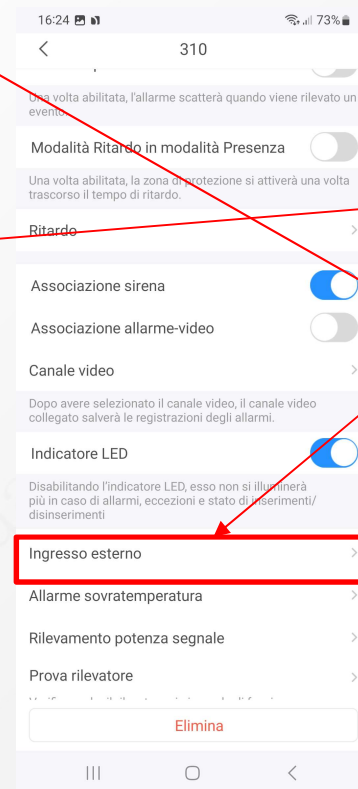 16:24 73%
310
Una volta abilitata, l'allarme scatterà quando viene rilevato un
evento.
Modalità Ritardo in modalità Presenza
Una volta abilitata, la zona di protezione si attiverà una volta
trascorso il tempo di ritardo.
Ritardo
Associazione sirena
Associazione allarme-video
Canale video
Dopo avere selezionato il canale video, il canale video
collegato salverà le registrazioni degli allarmi.
Indicatore LED
Disabilitando l'indicatore LED, esso non si illuminerà
più in caso di allarmi, eccezioni e stato di inserimenti/
disinserimenti
Ingresso esterno
Allarme sovratemperatura
Rilevamento potenza segnale
Prova rilevatore
Elimina